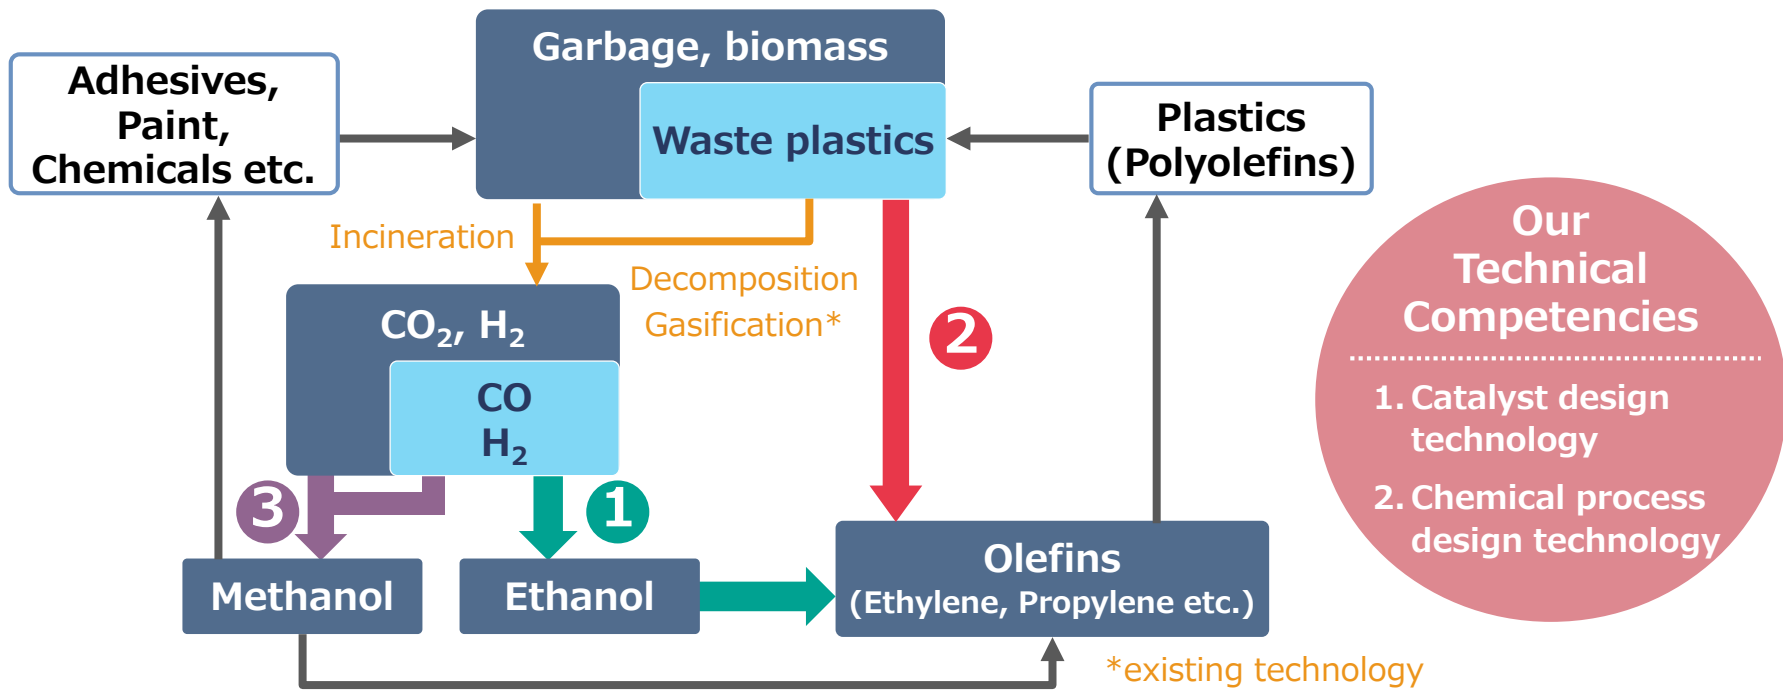 Garbage, biomass
Waste plastics
Adhesives,
Paint,
Chemicals etc.
Plastics
(Polyolefins)
Incineration
Decomposition
Gasification*
CO₂, H₂
CO
H₂
2
3
1
Methanol
Ethanol
Olefins
(Ethylene, Propylene etc.)
*existing technology
Our
Technical
Competencies
1. Catalyst design
technology
2. Chemical process
design technology